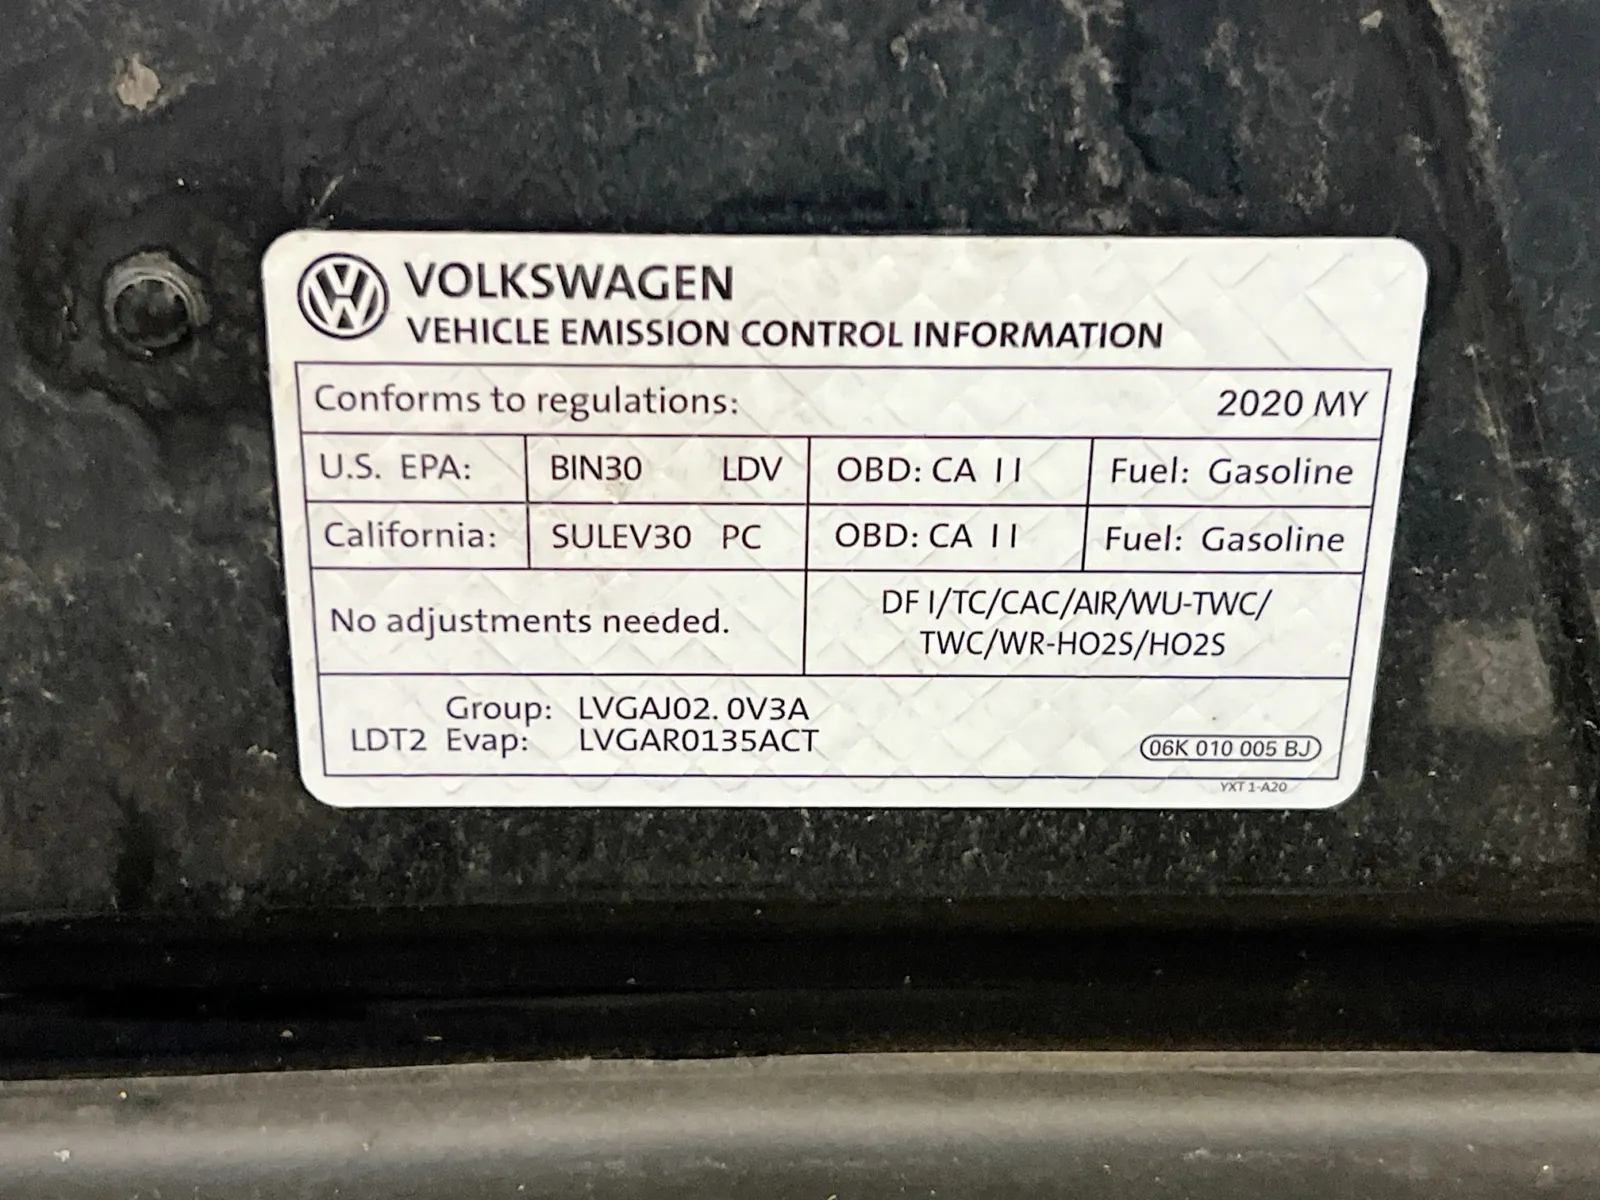 VOLKSWAGEN
VEHICLE EMISSION CONTROL INFORMATION
Conforms to regulations: 2020 MY
U.S. EPA: BIN30 LDV OBD: CA II Fuel: Gasoline
California: SULEV30 PC OBD: CA II Fuel: Gasoline
No adjustments needed.
DFI/TC/CAC/AIR/WU-TWC/
TWC/WR-HO2S/HO2S
Group: LVGAJ02.0V3A
LDT2 Evap: LVGAR0135ACT
06K 010 005 BJ
YXT 1-A20